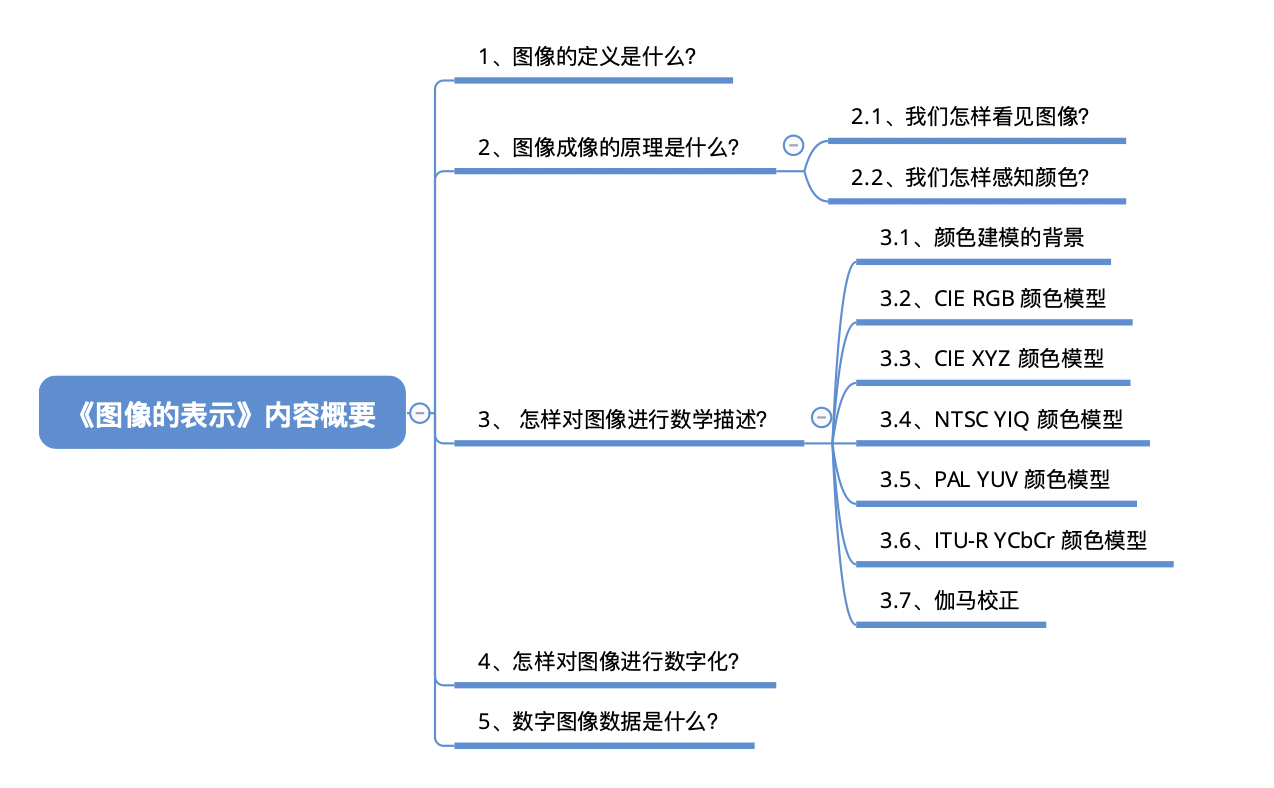 1、图像的定义是什么?
2、图像成像的原理是什么?
2.1、我们怎样看见图像?
2.2、我们怎样感知颜色?
《图像的表示》内容概要
3、 怎样对图像进行数学描述?
3.1、颜色建模的背景
3.2、CIE RGB 颜色模型
3.3、CIE XYZ 颜色模型
3.4、NTSC YIQ 颜色模型
3.5、PAL YUV 颜色模型
3.6、ITU-R YCbCr 颜色模型
3.7、伽马校正
4、怎样对图像进行数字化?
5、数字图像数据是什么?